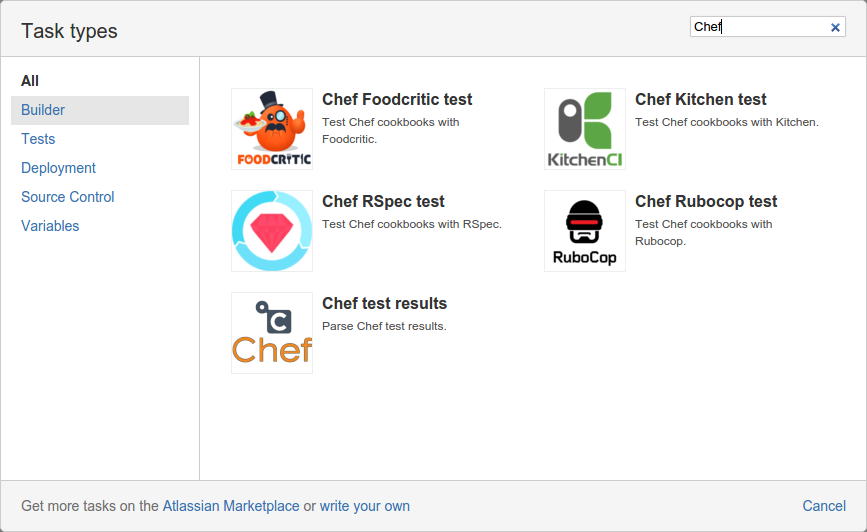 Task types
Chef
All
Builder
Tests
Deployment
Source Control
Variables
FOODCRITIC
Chef Foodcritic test
Test Chef cookbooks with
Foodcritic.
KitchenCI
Chef Kitchen test
Test Chef cookbooks with Kitchen.
Chef RSpec test
Test Chef cookbooks with RSpec.
RuboCop
Chef Rubocop test
Test Chef cookbooks with
Rubocop.
C
Chef
Chef test results
Parse Chef test results.
Get more tasks on the Atlassian Marketplace or write your own
Cancel